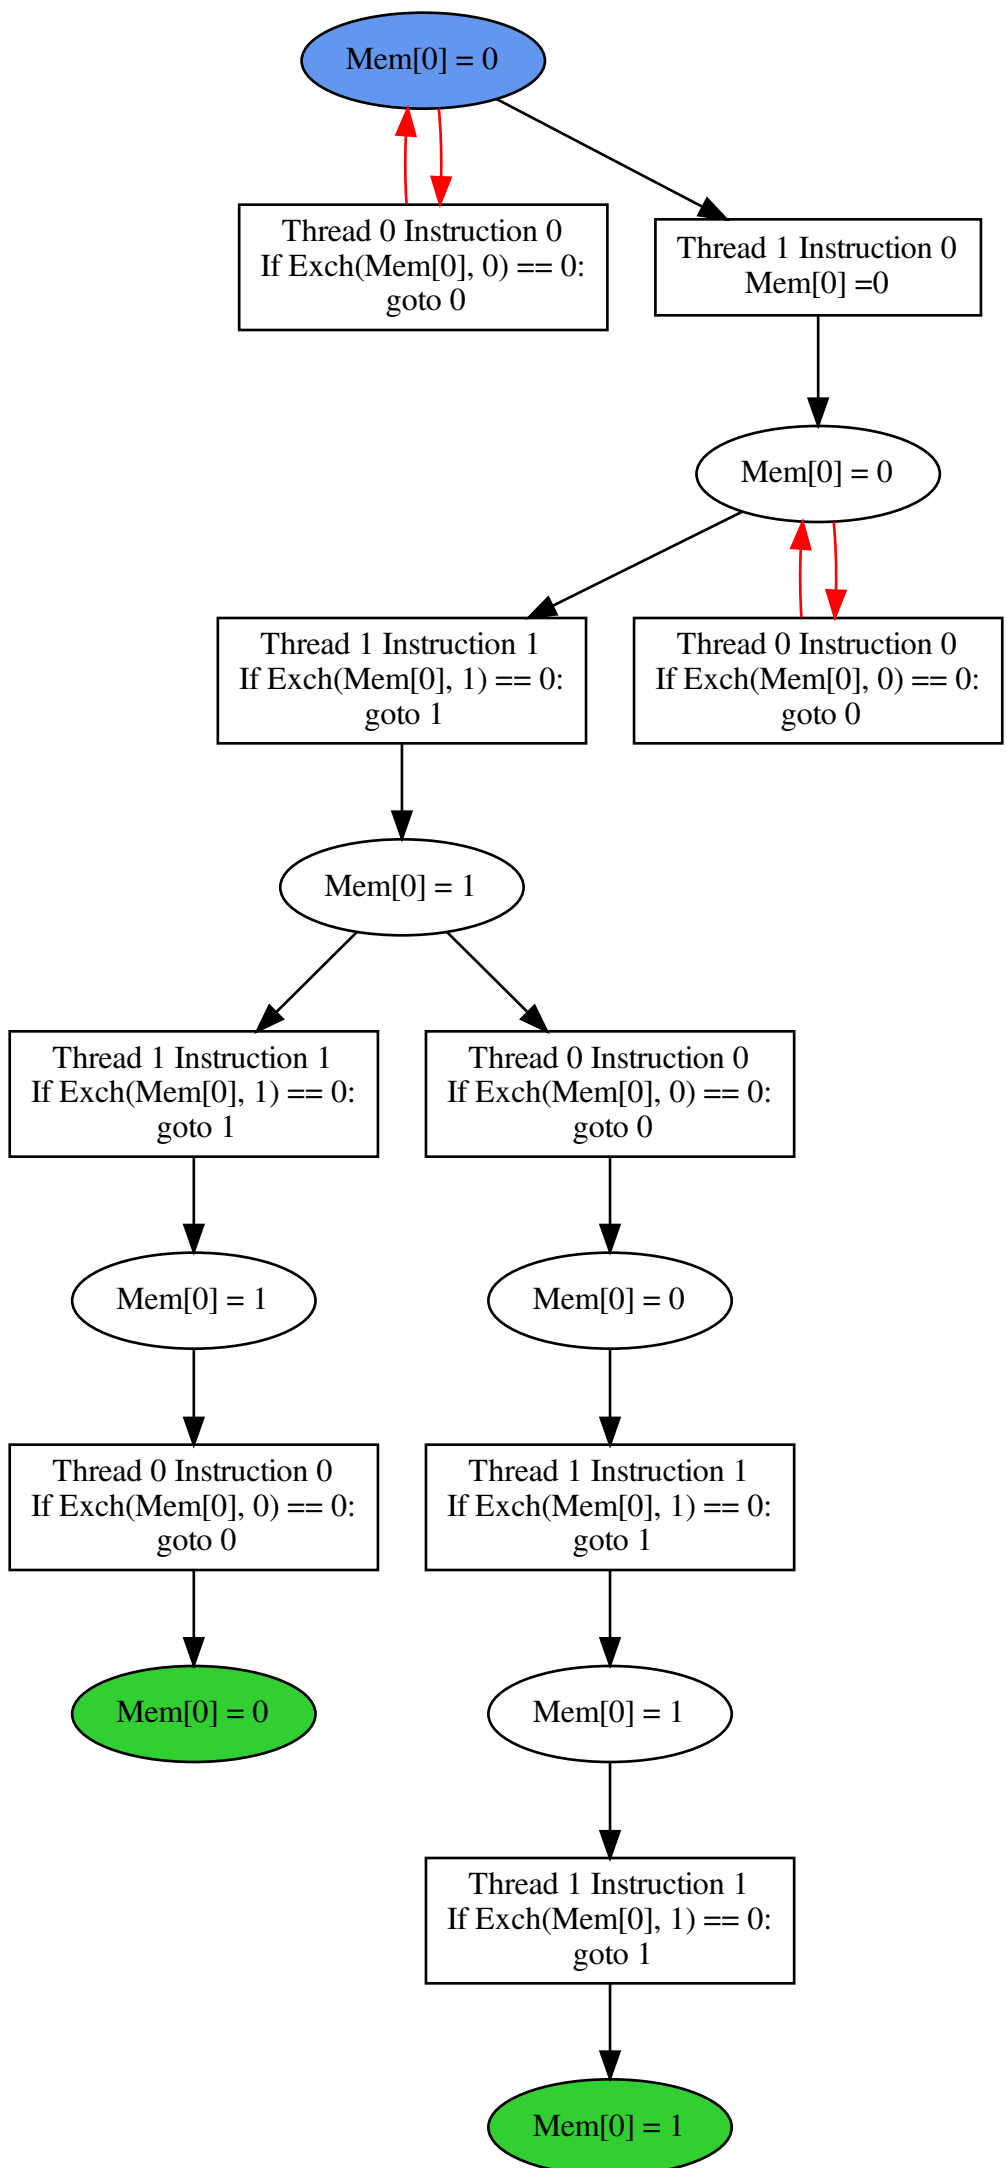 Mem[0] = 0
Thread 0 Instruction 0
If Exch(Mem[0], 0) == 0:
goto 0
Thread 1 Instruction 0
Mem[0] =0
Mem[0] = 0
Thread 1 Instruction 1
If Exch(Mem[0], 1) == 0:
goto 1
Thread 0 Instruction 0
If Exch(Mem[0], 0) == 0:
goto 0
Mem[0] = 1
Thread 1 Instruction 1
If Exch(Mem[0], 1) == 0:
goto 1
Thread 0 Instruction 0
If Exch(Mem[0], 0) == 0:
goto 0
Mem[0] = 1
Mem[0] = 0
Thread 0 Instruction 0
If Exch(Mem[0], 0) == 0:
goto 0
Thread 1 Instruction 1
If Exch(Mem[0], 1) == 0:
goto 1
Mem[0] = 0
Mem[0] = 1
Thread 1 Instruction 1
If Exch(Mem[0], 1) == 0:
goto 1
Mem[0] = 1